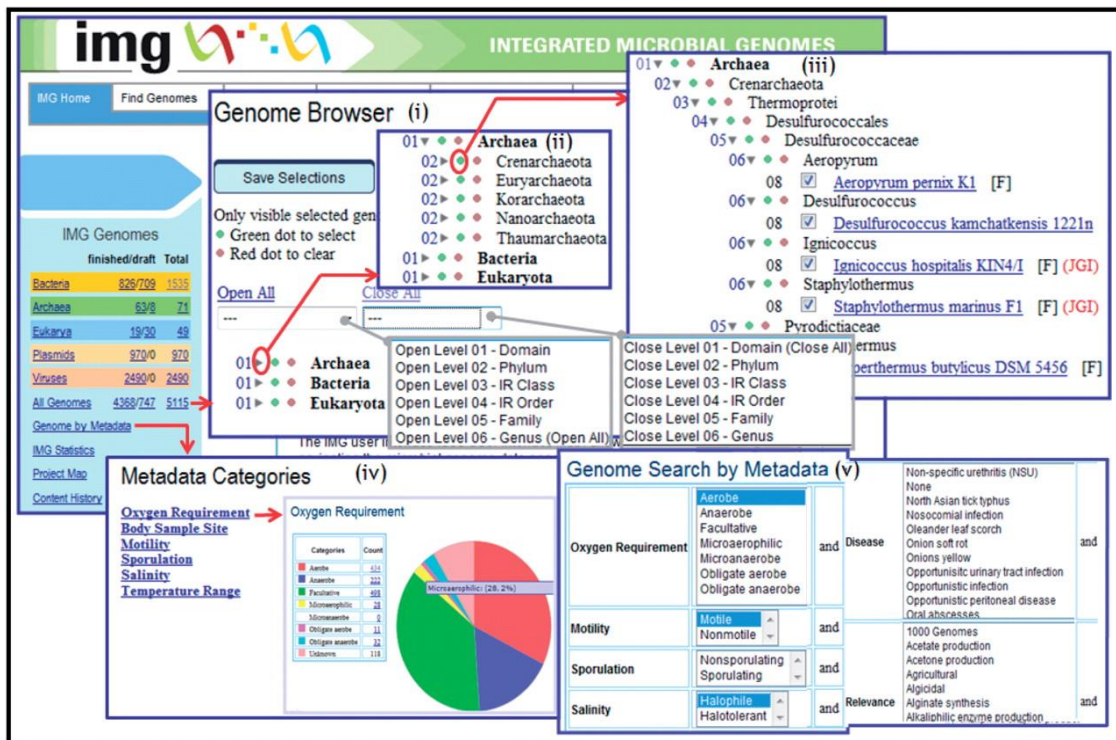 img
INTEGRATED MICROBIAL GENOMES
IMG Home
Find Genomes
IMG Genomes
finished/draft Total
Bacteria 826/709 1535
Archaea 63/8 71
Eukarya 19/30 49
Plasmids 970/0 970
Viruses 2490/0 2490
All Genomes 4368/747 5115
Genome by Metadata
IMG Statistics
Project Map
Content History
Genome Browser (i)
Save Selections
Only visible selected gen
Green dot to select
Red dot to clear
Open All
Close All
---
---
01 Archaea
01 Bacteria
01 Eukaryota
Open Level 01 - Domain
Open Level 02 - Phylum
Open Level 03 - IR Class
Open Level 04 - IR Order
Open Level 05 - Family
Open Level 06 - Genus (Open All)
Close Level 01 - Domain (Close All)
Close Level 02 - Phylum
Close Level 03 - IR Class
Close Level 04 - IR Order
Close Level 05 - Family
Close Level 06 - Genus
The IMG user in
01 Archaea (ii)
02 Crenarchaeota
02 Euryarchaeota
02 Korarchaeota
02 Nanoarchaeota
02 Thaumarchaeota
01 Bacteria
01 Eukaryota
01 Archaea (iii)
02 Crenarchaeota
03 Thermoprotei
04 Desulfurococcales
05 Desulfurococcaceae
06 Aeropyrum
08 Aeropyrum pernix K1 [F]
06 Desulfurococcus
08 Desulfurococcus kamchatkensis 1221n
06 Ignicoccus
08 Ignicoccus hospitalis KIN4/I [F] (JGI)
06 Staphylothermus
08 Staphylothermus marinus F1 [F] (JGI)
05 Pyrodictiaceae
thermus
perthermus butylicus DSM 5456 [F]
Metadata Categories (iv)
Oxygen Requirement
Body Sample Site
Motility
Sporulation
Salinity
Temperature Range
Oxygen Requirement
Categories Count
Aerobe 434
Anaerobe 222
Facultative 498
Microaerophilic 28
Microanaerobe 0
Obligate aerobe 11
Obligate anaerobe 32
Unknown 118
Microaerophilic: (28, 2%)
Genome Search by Metadata (v)
Oxygen Requirement
Aerobe
Anaerobe
Facultative
Microaerophilic
Microanaerobe
Obligate aerobe
Obligate anaerobe
and
Motility
Motile
Nonmotile
and
Sporulation
Nonsporulating
Sporulating
and
Salinity
Halophile
Halotolerant
and
Disease
Non-specific urethritis (NSU)
None
North Asian tick typhus
Nosocomial infection
Oleander leaf scorch
Onion soft rot
Onions yellow
Opportunisitc urinary tract infection
Opportunistic infection
Opportunistic peritoneal disease
Oral abscesses
and
Relevance
1000 Genomes
Acetate production
Acetone production
Agricultural
Algicidal
Alginate synthesis
Alkaliphilic enzyme production
and